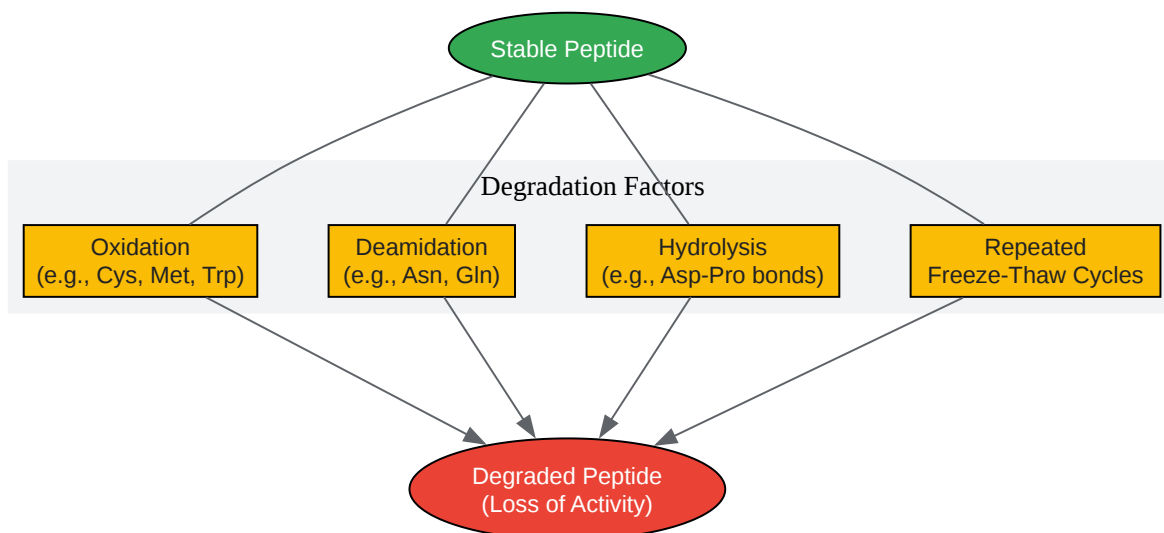 Stable Peptide
Degradation Factors
Oxidation
(e.g., Cys, Met, Trp)
Deamidation
(e.g., Asn, Gln)
Hydrolysis
(e.g., Asp-Pro bonds)
Repeated
Freeze-Thaw Cycles
Degraded Peptide
(Loss of Activity)